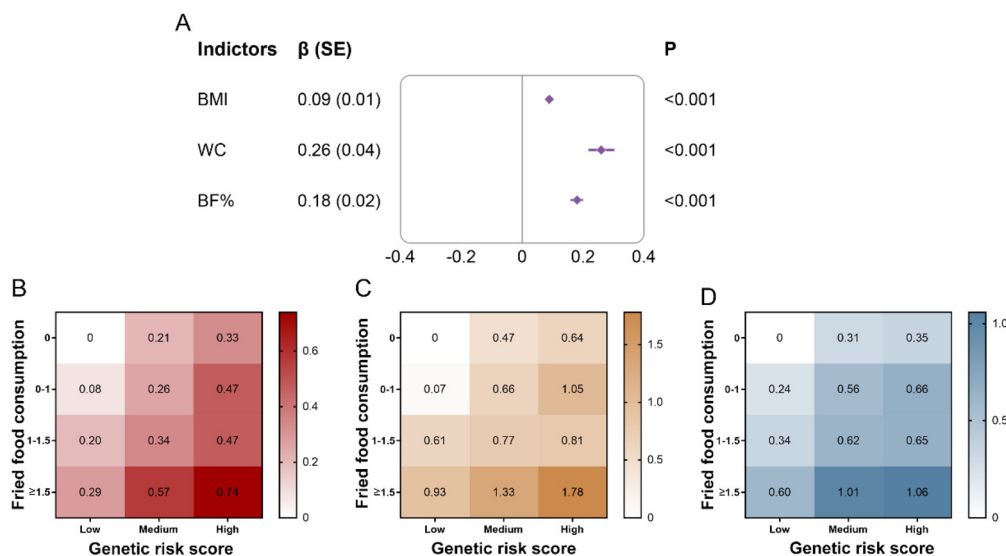 A
Indictors β (SE) P
BMI 0.09 (0.01) <0.001
WC 0.26 (0.04) <0.001
BF% 0.18 (0.02) <0.001
-0.4 -0.2 0 0.2 0.4
B
Fried food consumption
0 0 0.21 0.33
0-1 0.08 0.26 0.47
1-1.5 0.20 0.34 0.47
≥1.5 0.29 0.57 0.74
Low Medium High
Genetic risk score
0.6
0.4
0.2
0
C
Fried food consumption
0 0 0.47 0.64
0-1 0.07 0.66 1.05
1-1.5 0.61 0.77 0.81
≥1.5 0.93 1.33 1.78
Low Medium High
Genetic risk score
1.5
1.0
0.5
0
D
Fried food consumption
0 0 0.31 0.35
0-1 0.24 0.56 0.66
1-1.5 0.34 0.62 0.65
≥1.5 0.60 1.01 1.06
Low Medium High
Genetic risk score
1.0
0.5
0